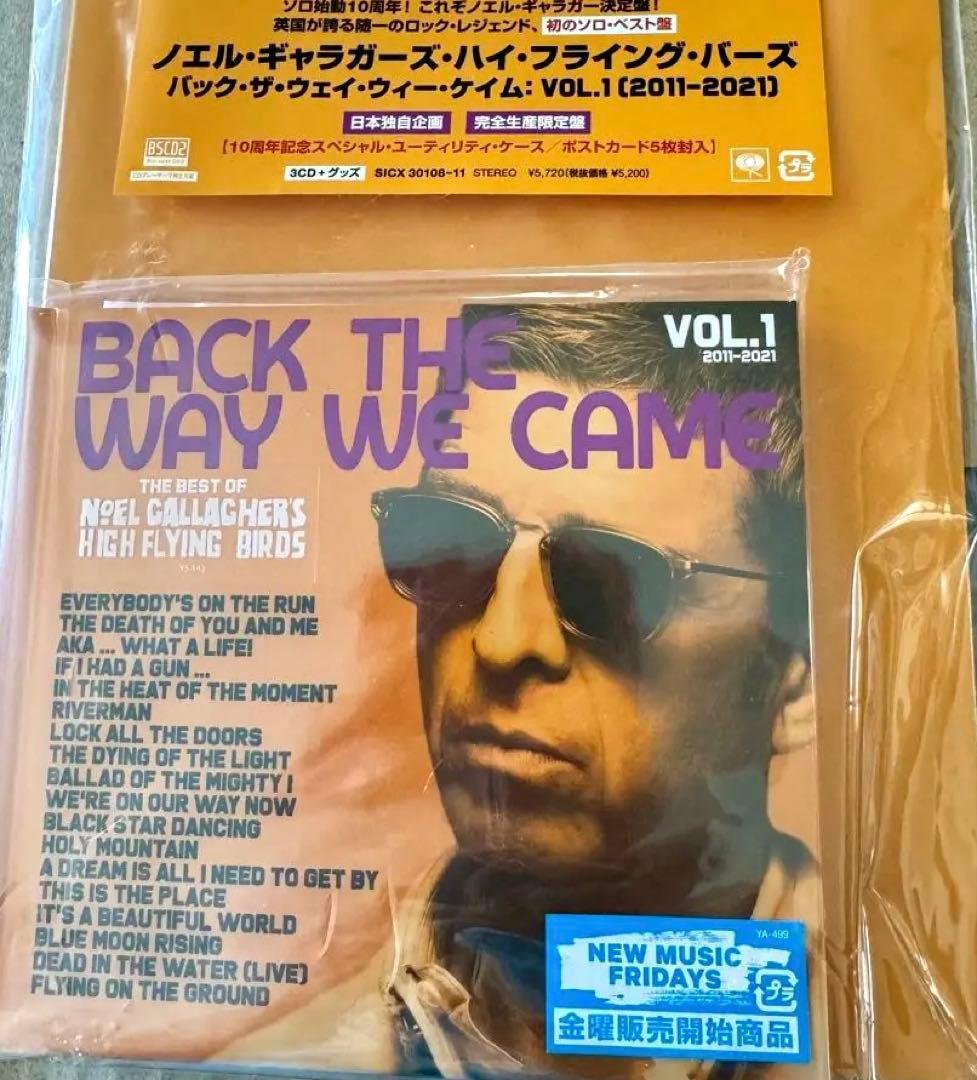 ソロ始動10周年！これぞノエル・ギャラガー決定盤！
英国が誇る随一のロック・レジェンド、初のソロ・ベスト盤
ノエル・ギャラガーズ・ハイ・フライング・バーズ
バック・ザ・ウェイ・ウィー・ケイム：VOL.1（2011-2021）
日本独自企画 完全生産限定盤
【10周年記念スペシャル・ユーティリティ・ケース／ポストカード5枚封入】
BSCD2
3CD+グッズ SICX 30108~11 STEREO ¥5,720（税抜価格 ¥5,200）
プラ
BACK THE
WAY WE CAME
VOL.1
2011-2021
THE BEST OF
NOEL GALLAGHER'S
HIGH FLYING BIRDS
EVERYBODY'S ON THE RUN
THE DEATH OF YOU AND ME
AKA ... WHAT A LIFE!
IF I HAD A GUN ...
IN THE HEAT OF THE MOMENT
RIVERMAN
LOCK ALL THE DOORS
THE DYING OF THE LIGHT
BALLAD OF THE MIGHTY I
WE'RE ON OUR WAY NOW
BLACK STAR DANCING
HOLY MOUNTAIN
A DREAM IS ALL I NEED TO GET BY
THIS IS THE PLACE
IT'S A BEAUTIFUL WORLD
BLUE MOON RISING
DEAD IN THE WATER (LIVE)
FLYING ON THE GROUND
YA-499
NEW MUSIC
FRIDAYS
プラ
金曜販売開始商品